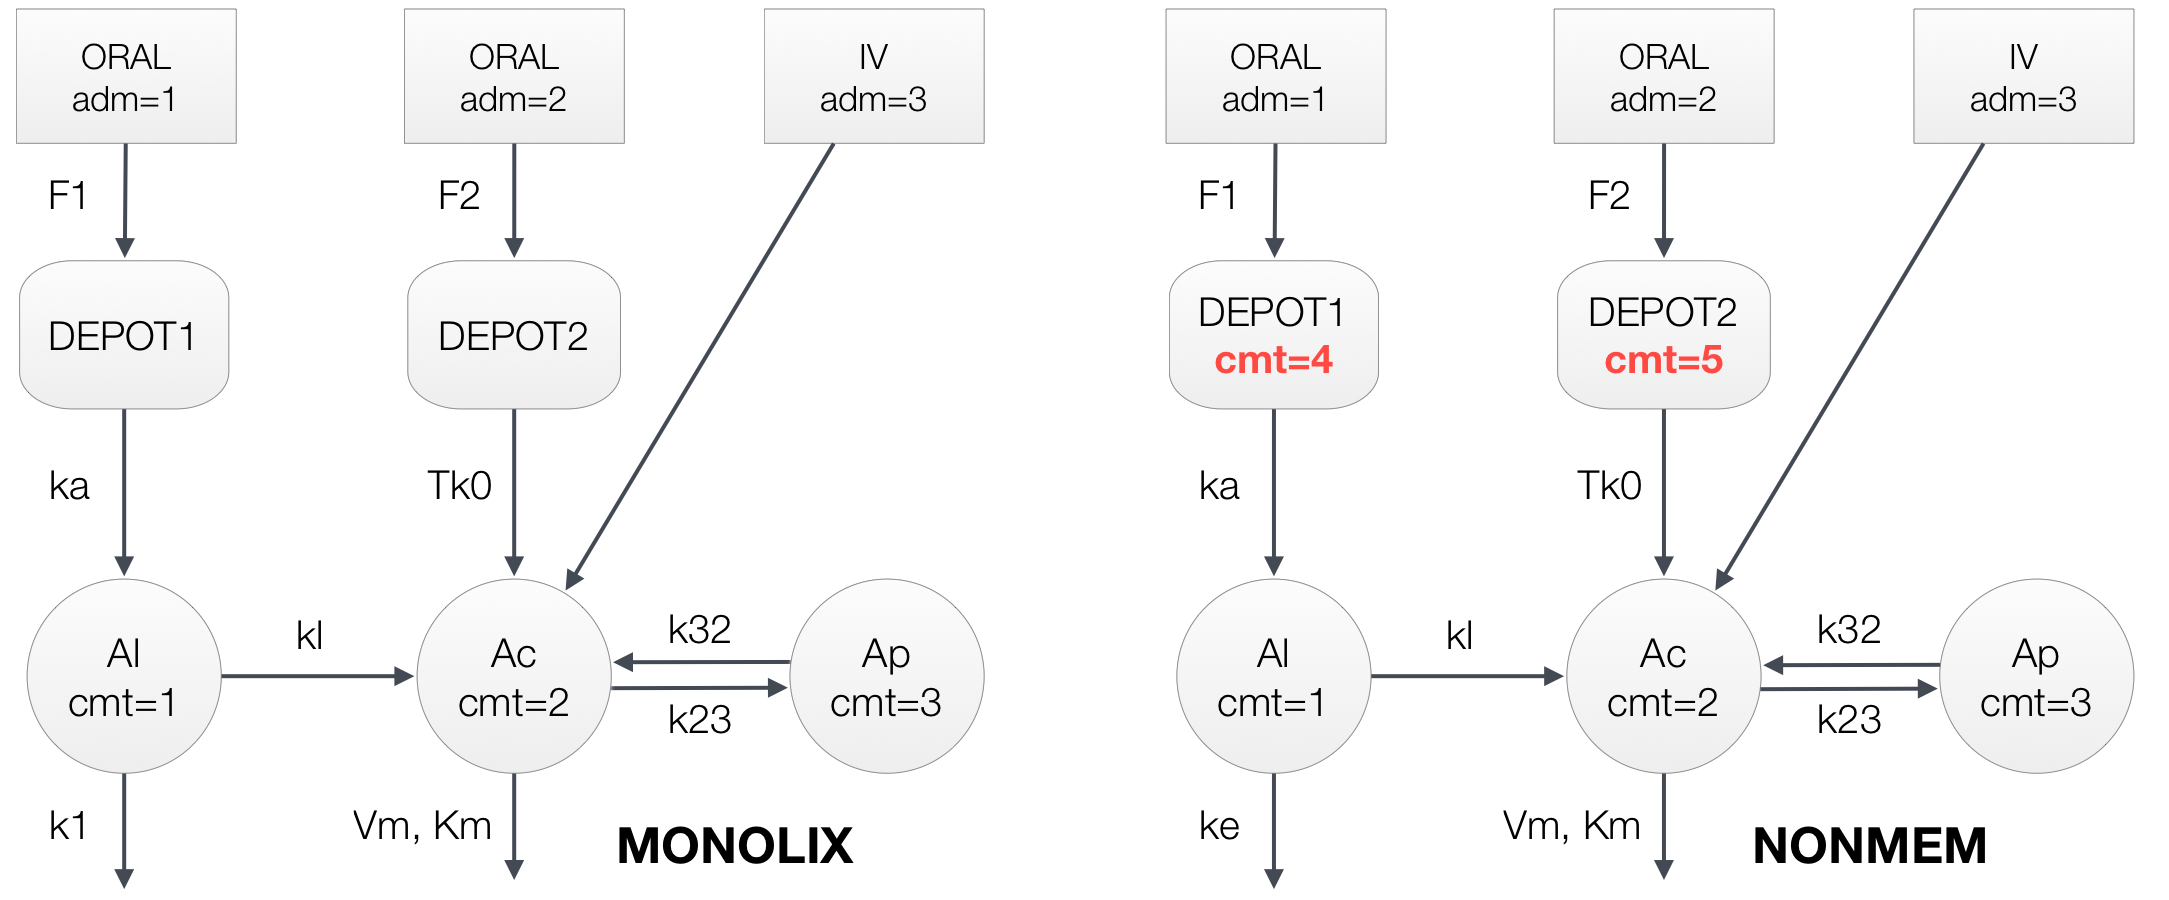 ORAL
adm=1
ORAL
adm=2
IV
adm=3
F1
F2
DEPOT1
DEPOT2
ka
Tk0
Al
cmt=1
kl
Ac
cmt=2
k32
k23
Ap
cmt=3
k1
Vm, Km
MONOLIX
ORAL
adm=1
ORAL
adm=2
IV
adm=3
F1
F2
DEPOT1
cmt=4
DEPOT2
cmt=5
ka
Tk0
Al
cmt=1
kl
Ac
cmt=2
k32
k23
Ap
cmt=3
ke
Vm, Km
NONMEM